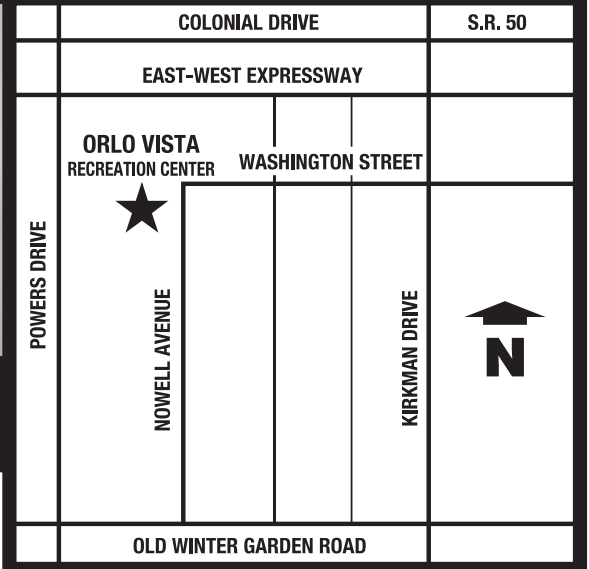 COLONIAL DRIVE
S.R. 50
EAST-WEST EXPRESSWAY
ORLO VISTA
RECREATION CENTER
WASHINGTON STREET
POWERS DRIVE
NOWELL AVENUE
KIRKMAN DRIVE
N
OLD WINTER GARDEN ROAD